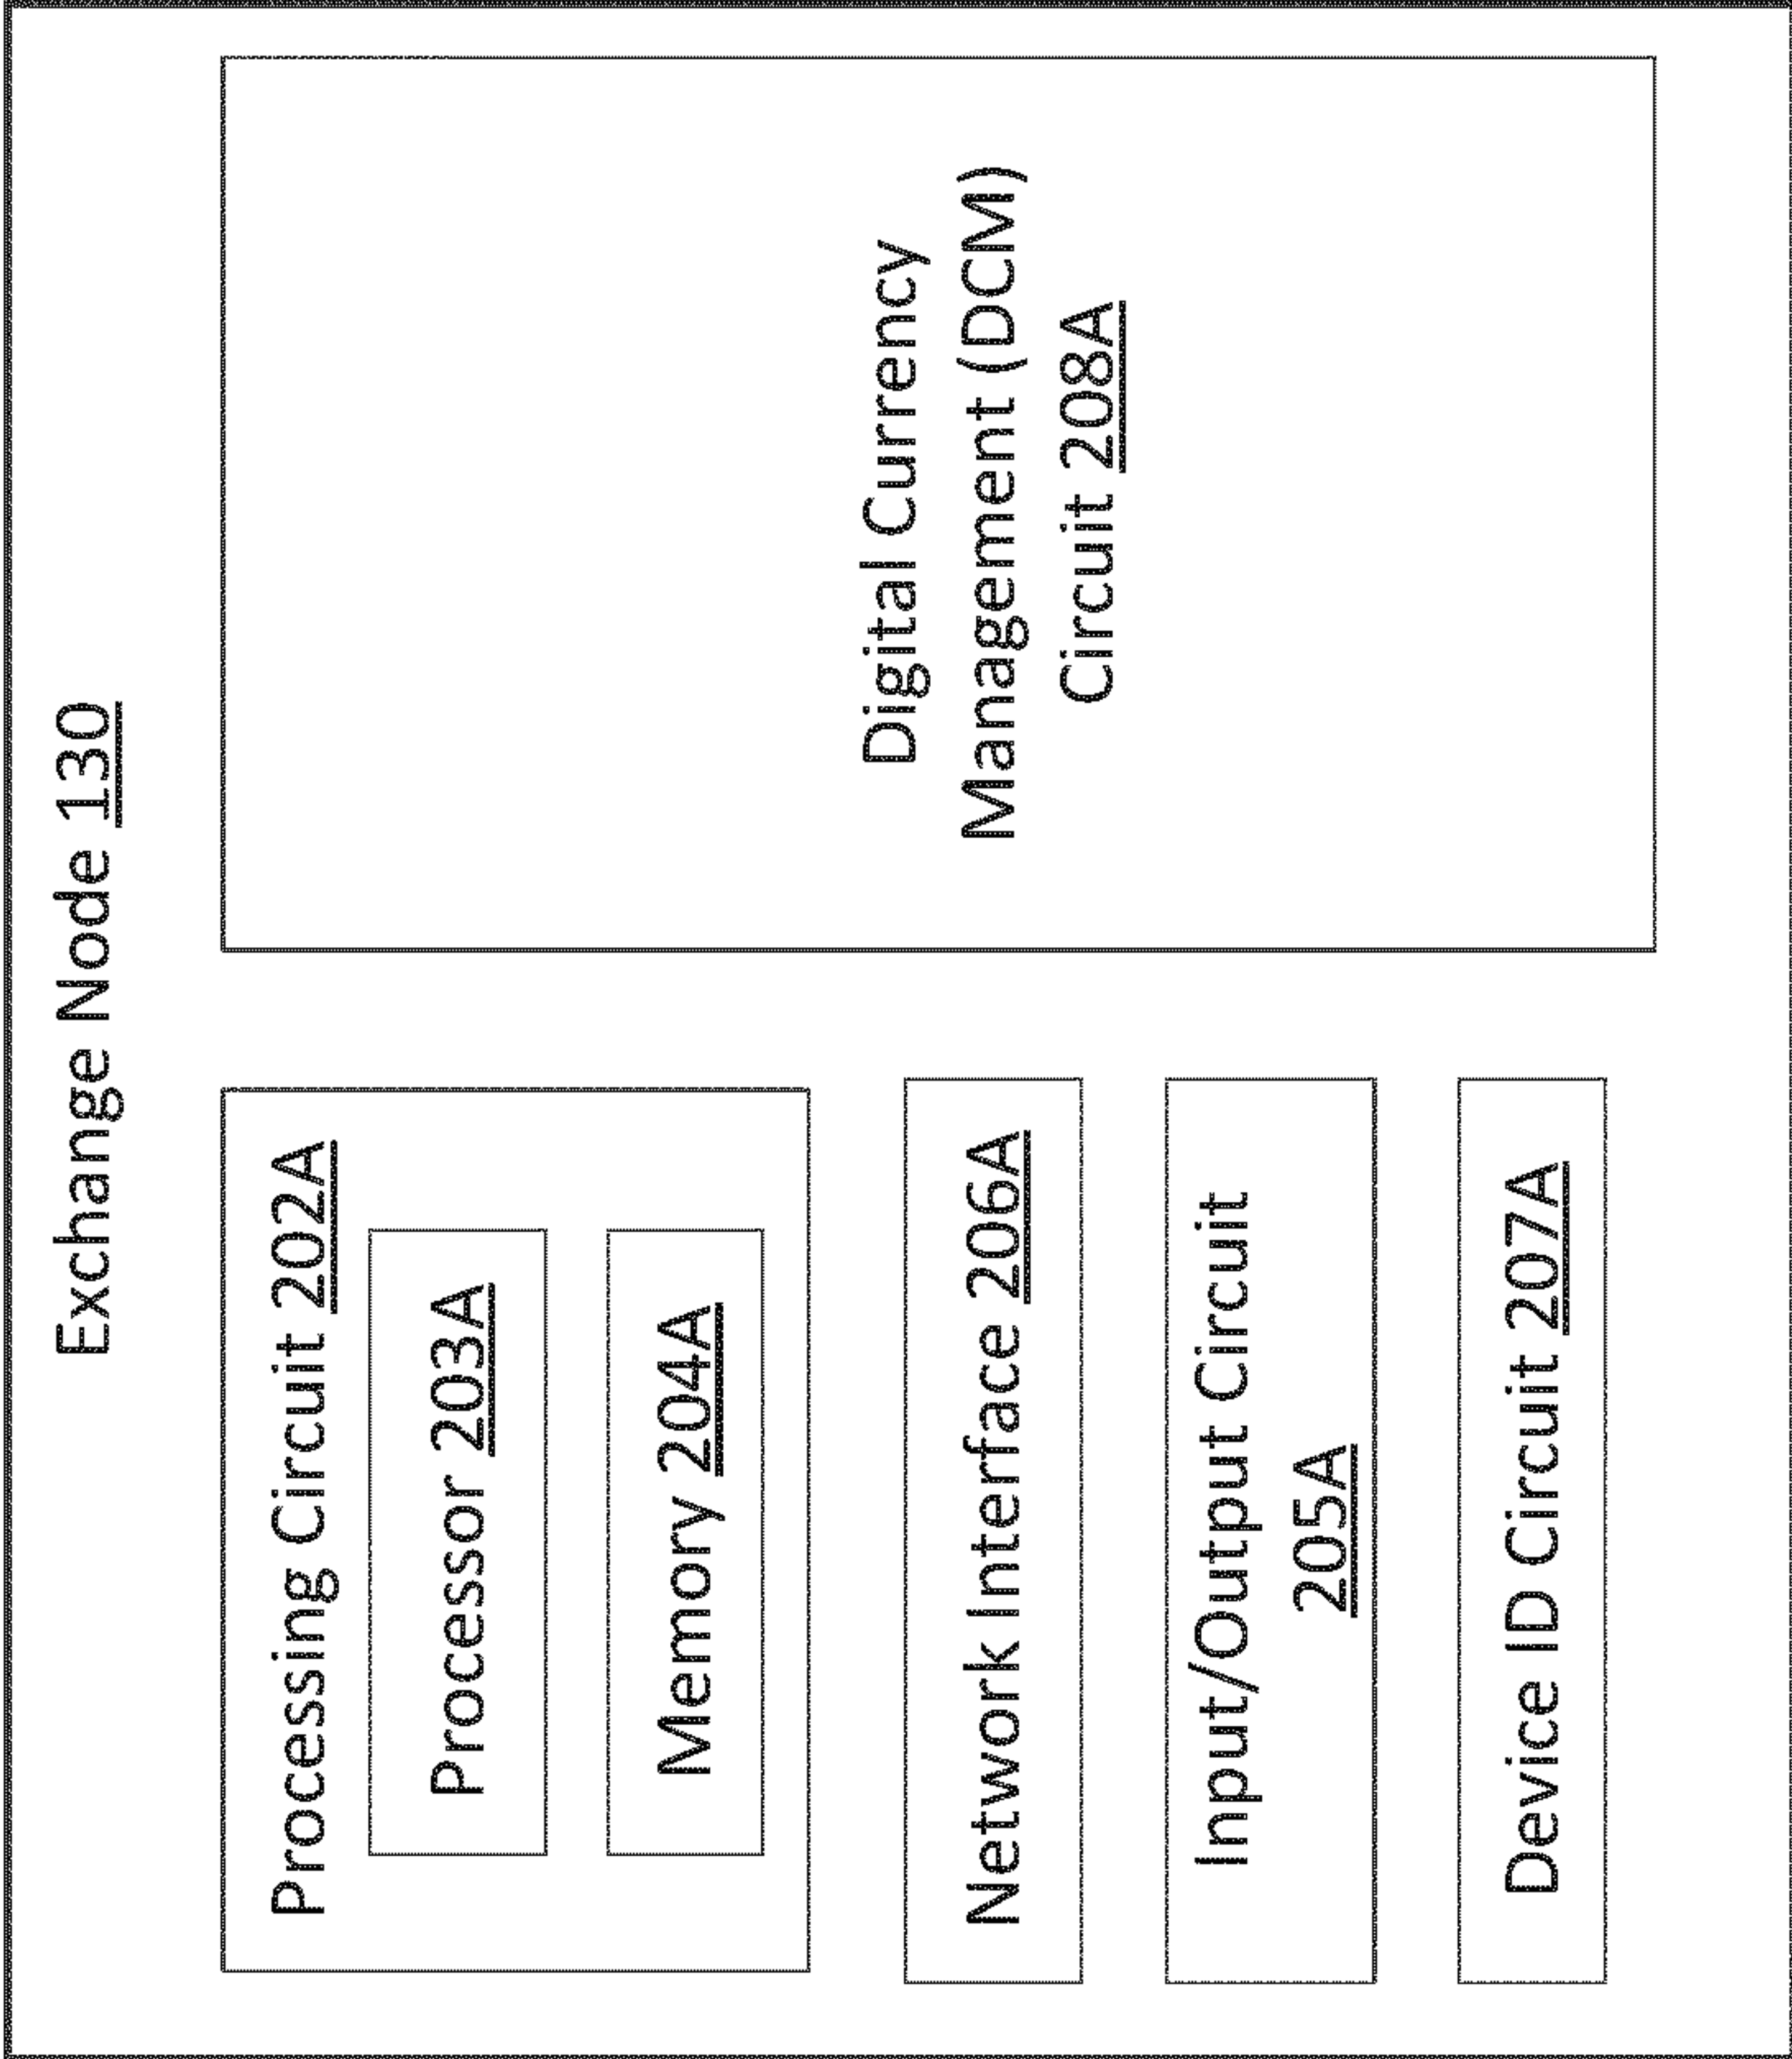 Exchange Node 130
Processing Circuit 202A
Processor 203A
Memory 204A
Network Interface 206A
Input/Output Circuit
205A
Device ID Circuit 207A
Digital Currency
Management (DCM)
Circuit 208A